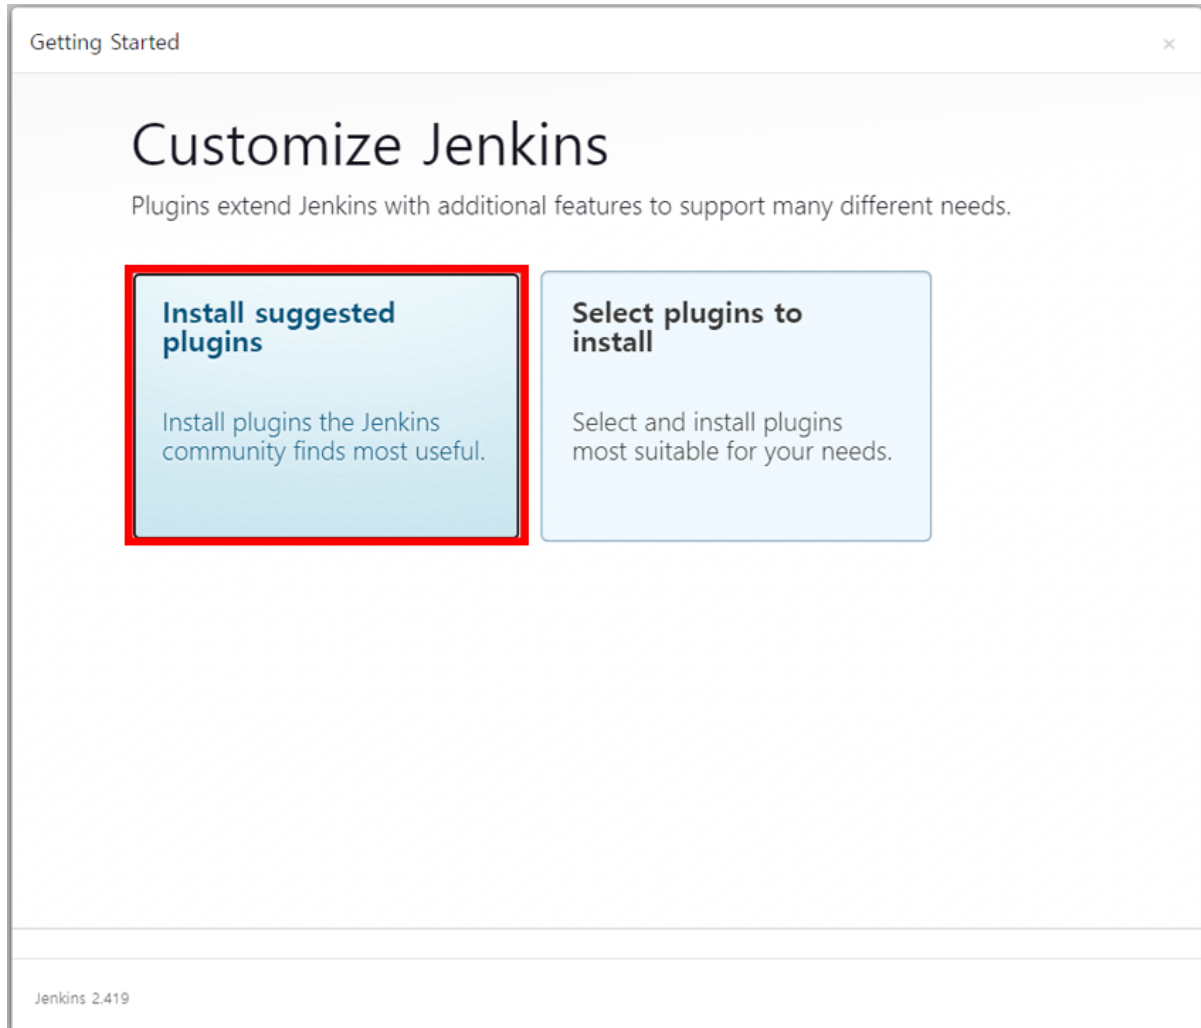 Getting Started
Customize Jenkins
Plugins extend Jenkins with additional features to support many different needs.
Install suggested
plugins
Install plugins the Jenkins
community finds most useful.
Select plugins to
install
Select and install plugins
most suitable for your needs.
Jenkins 2.419